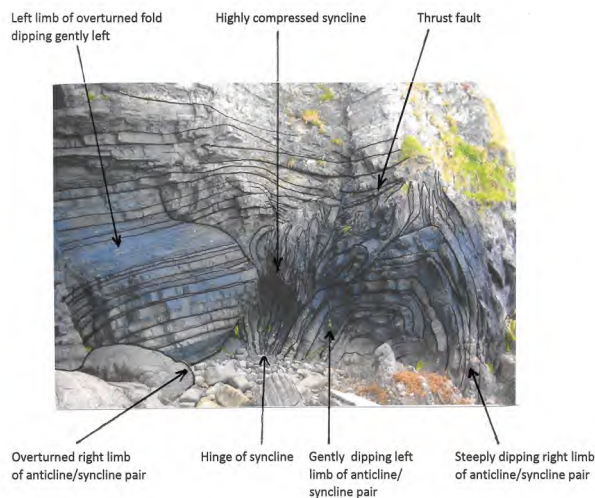 Left limb of overturned fold
dipping gently left
Highly compressed syncline
Thrust fault
Overturned right limb
of anticline/syncline pair
Hinge of syncline
Gently dipping left
limb of anticline/
syncline pair
Steeply dipping right limb
of anticline/syncline pair